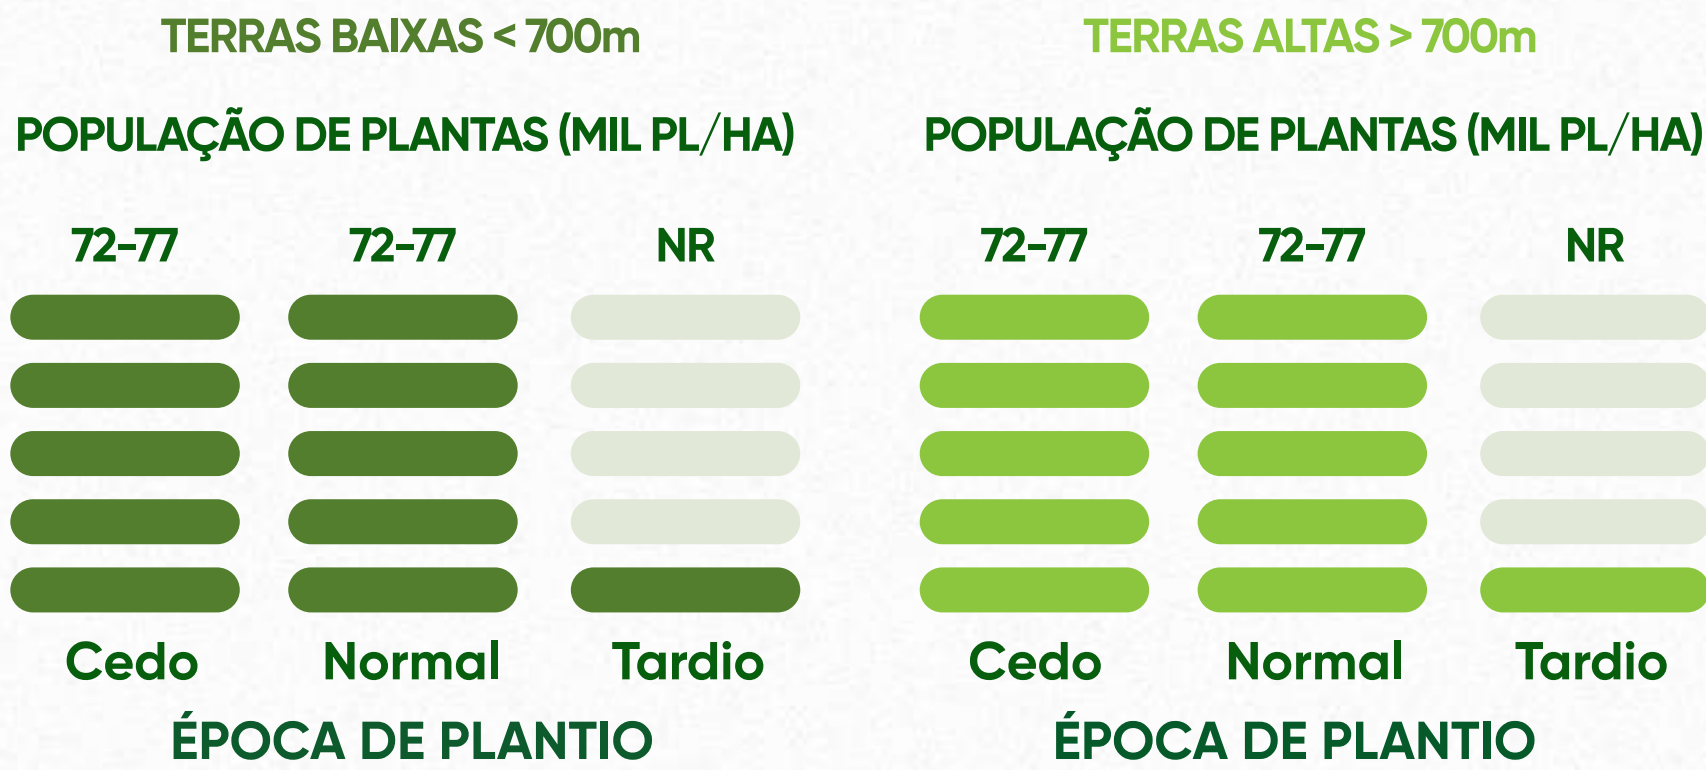 TERRAS BAIXAS < 700m
POPULAÇÃO DE PLANTAS (MIL PL/HA)
72-77 72-77 NR
Cedo Normal Tardio
ÉPOCA DE PLANTIO
TERRAS ALTAS > 700m
POPULAÇÃO DE PLANTAS (MIL PL/HA)
72-77 72-77 NR
Cedo Normal Tardio
ÉPOCA DE PLANTIO